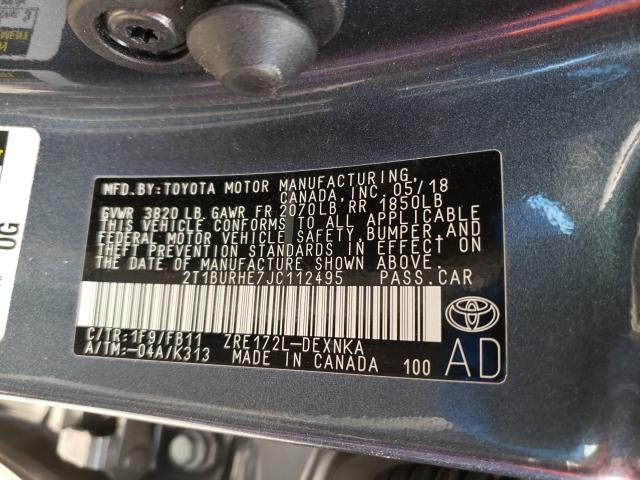 MFD.BY:TOYOTA MOTOR MANUFACTURING,
CANADA, INC. 05/18
GVWR 3820 LB GAWR FR 2070LB RR 1850LB
THIS VEHICLE CONFORMS TO ALL APPLICABLE
FEDERAL MOTOR VEHICLE SAFETY, BUMPER, AND
THEFT PREVENTION STANDARDS IN EFFECT ON
THE DATE OF MANUFACTURE SHOWN ABOVE.
2T1BURHE7JC112495 PASS.CAR
C/TR:1F9/FB11 ZRE172L-DEXNKA
A/TM:-04A/K313 MADE IN CANADA 100
AD
OG